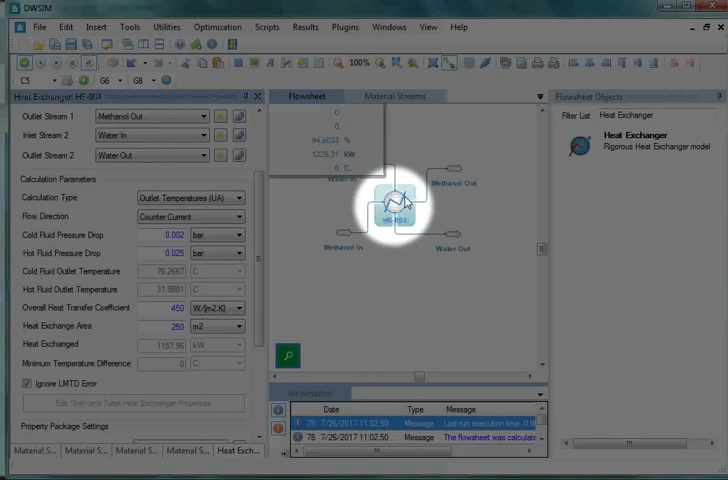 DWSIM
File Edit Insert Tools Utilities Optimization Scripts Results Plugins Windows View Help
100%
C5 G6 G8
Heat Exchanger: HE-004
Outlet Stream 1 Methanol Out
Inlet Stream 2 Water In
Outlet Stream 2 Water Out
Calculation Parameters
Calculation Type Outlet Temperatures (UA)
Flow Direction Counter Current
Cold Fluid Pressure Drop 0.002 bar
Hot Fluid Pressure Drop 0.025 bar
Cold Fluid Outlet Temperature 76.2667 C
Hot Fluid Outlet Temperature 31.9801 C
Overall Heat Transfer Coefficient 450 W/[m2.K]
Heat Exchange Area 250 m2
Heat Exchanged 1157.96 kW
Minimum Temperature Difference 0 C.
Ignore LMTD Error
Edit Shell and Tube Heat Exchanger Properties
Property Package Settings
Material S... Material S... Material S... Material S... Heat Exch...
Flowsheet Material Streams
0
0
94.6033 %
1226.31 kW
0 C.
Water In
Methanol Out
HE-004
Methanol In
Water Out
Information
Date Type Message
79 7/26/2017 11:02:50 Message Last run execution time: 0:0
78 7/26/2017 11:02:50... Message The flowsheet was calculate
Flowsheet Objects
Filter List Heat Exchanger
Heat Exchanger
Rigorous Heat Exchanger model